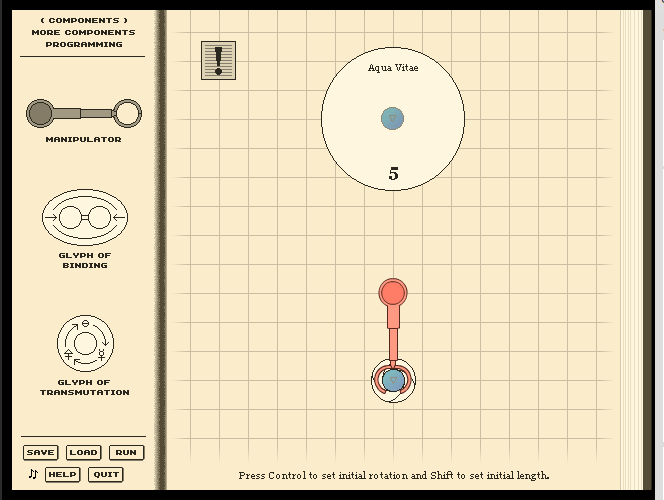 ( COMPONENTS )
MORE COMPONENTS
PROGRAMMING
MANIPULATOR
GLYPH OF
BINDING
GLYPH OF
TRANSMUTATION
SAVE LOAD RUN
HELP QUIT
!
Aqua Vitae
5
Press Control to set initial rotation and Shift to set initial length.